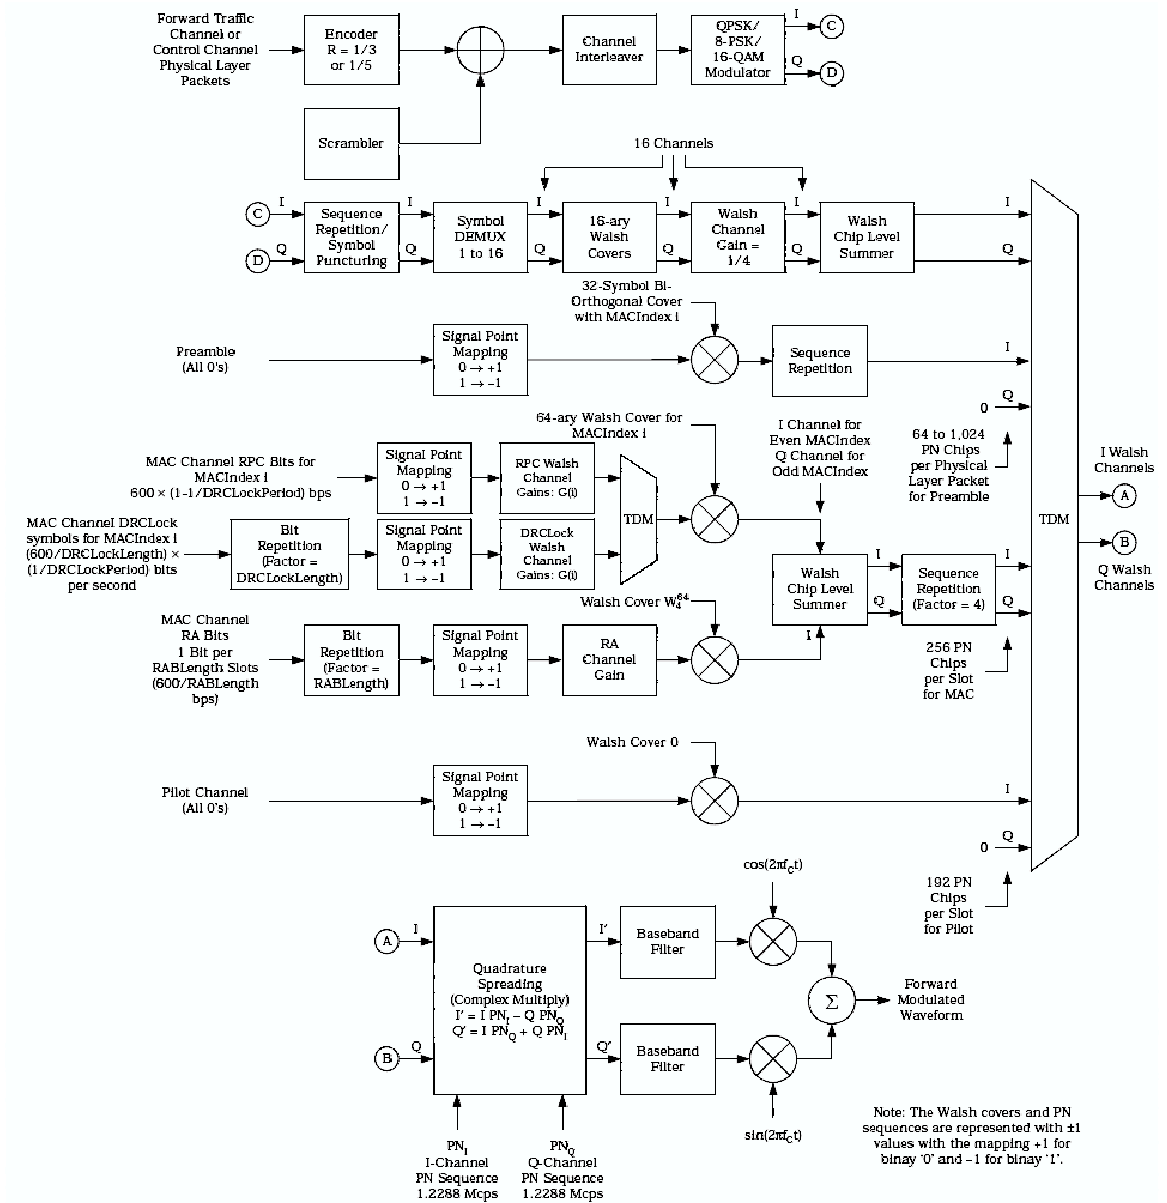 Forward Traffic
Channel or
Control Channel
Physical Layer
Packets
Encoder
R = 1/3
or 1/5
Channel
Interleaver
QPSK/
8-PSK/
16-QAM
Modulator
I
C
Q
D
Scrambler
16 Channels
C
I
D
Q
Sequence
Repetition/
Symbol
Puncturing
I
Q
Symbol
DEMUX
1 to 16
I
Q
16-ary
Walsh
Covers
I
Q
Walsh
Channel
Gain =
1/4
I
Q
Walsh
Chip Level
Summer
I
Q
32-Symbol Bi-
Orthogonal Cover
with MACIndex i
Preamble
(All 0's)
Signal Point
Mapping
0 → +1
1 → –1
Sequence
Repetition
I
0
Q
64 to 1,024
PN Chips
per Physical
Layer Packet
for Preamble
64-ary Walsh Cover for
MACIndex i
I Channel for
Even MACIndex
Q Channel for
Odd MACIndex
MAC Channel RPC Bits for
MACIndex i
600 × (1-1/DRCLockPeriod) bps
Signal Point
Mapping
0 → +1
1 → –1
RPC Walsh
Channel
Gains: G(i)
MAC Channel DRCLock
symbols for MACIndex i
(600/DRCLockLength) ×
(1/DRCLockPeriod) bits
per second
Bit
Repetition
(Factor =
DRCLockLength)
Signal Point
Mapping
0 → +1
1 → –1
DRCLock
Walsh
Channel
Gains: G(i)
TDM
Walsh
Chip Level
Summer
I
Q
Sequence
Repetition
(Factor = 4)
I
Q
Walsh Cover W₄⁶⁴
MAC Channel
RA Bits
1 Bit per
RABLength Slots
(600/RABLength
bps)
Bit
Repetition
(Factor =
RABLength)
Signal Point
Mapping
0 → +1
1 → –1
RA
Channel
Gain
I
256 PN
Chips
per Slot
for MAC
TDM
I Walsh
Channels
A
B
Q Walsh
Channels
Walsh Cover 0
Pilot Channel
(All 0's)
Signal Point
Mapping
0 → +1
1 → –1
I
0
Q
192 PN
Chips
per Slot
for Pilot
cos(2πf_C t)
A
I
B
Q
Quadrature
Spreading
(Complex Multiply)
I' = I PN_I – Q PN_Q
Q' = I PN_Q + Q PN_I
I'
Baseband
Filter
Q'
Baseband
Filter
Σ
Forward
Modulated
Waveform
sin(2πf_C t)
PN_I
I-Channel
PN Sequence
1.2288 Mcps
PN_Q
Q-Channel
PN Sequence
1.2288 Mcps
Note: The Walsh covers and PN
sequences are represented with ±1
values with the mapping +1 for
binay '0' and –1 for binay '1'.